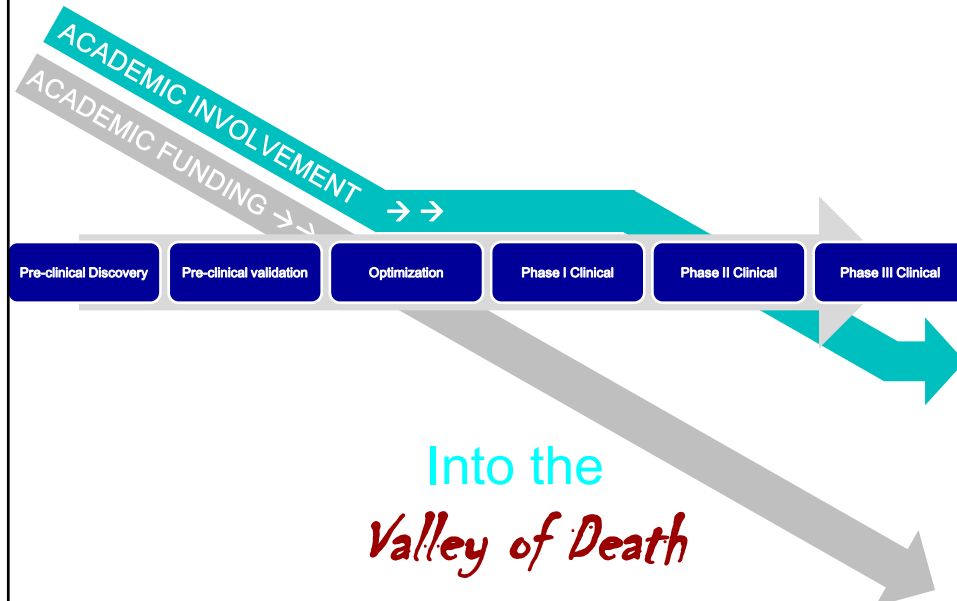 ACADEMIC INVOLVEMENT →→
ACADEMIC FUNDING →→
Pre-clinical Discovery
Pre-clinical validation
Optimization
Phase I Clinical
Phase II Clinical
Phase III Clinical
Into the
Valley of Death